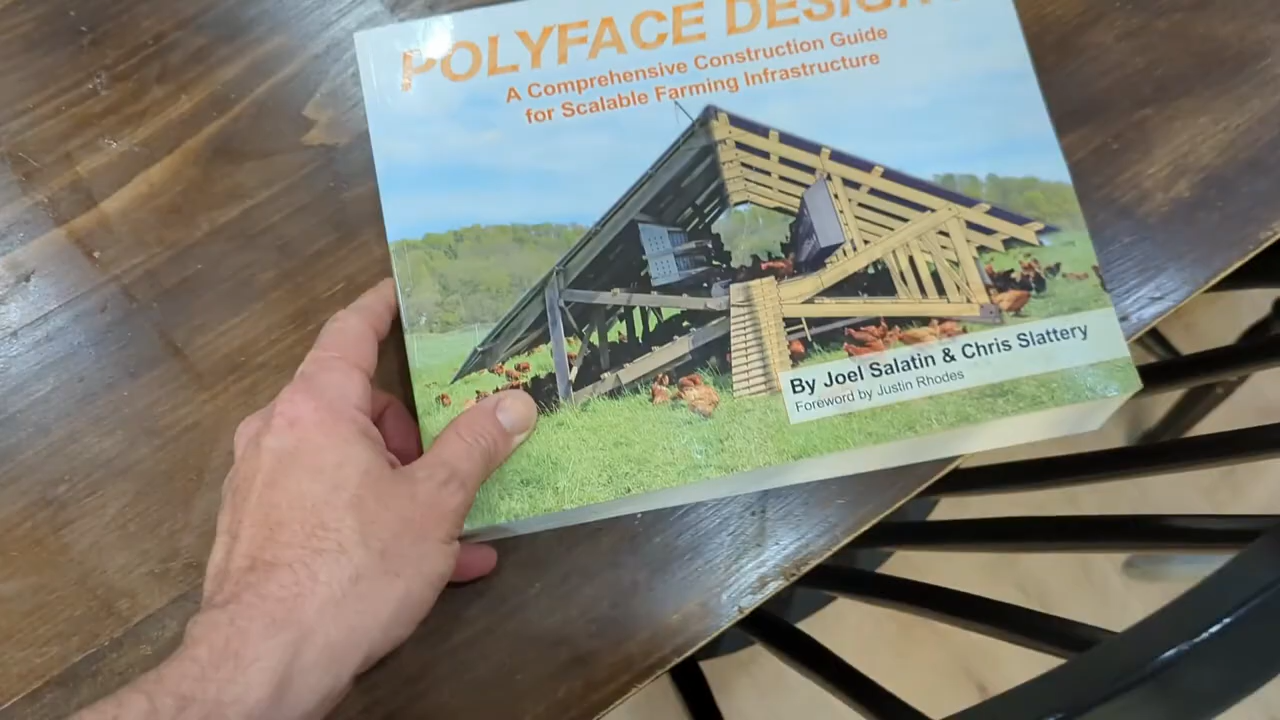 POLYFACE DESIGN
A Comprehensive Construction Guide
for Scalable Farming Infrastructure
By Joel Salatin & Chris Slattery
Foreword by Justin Rhodes